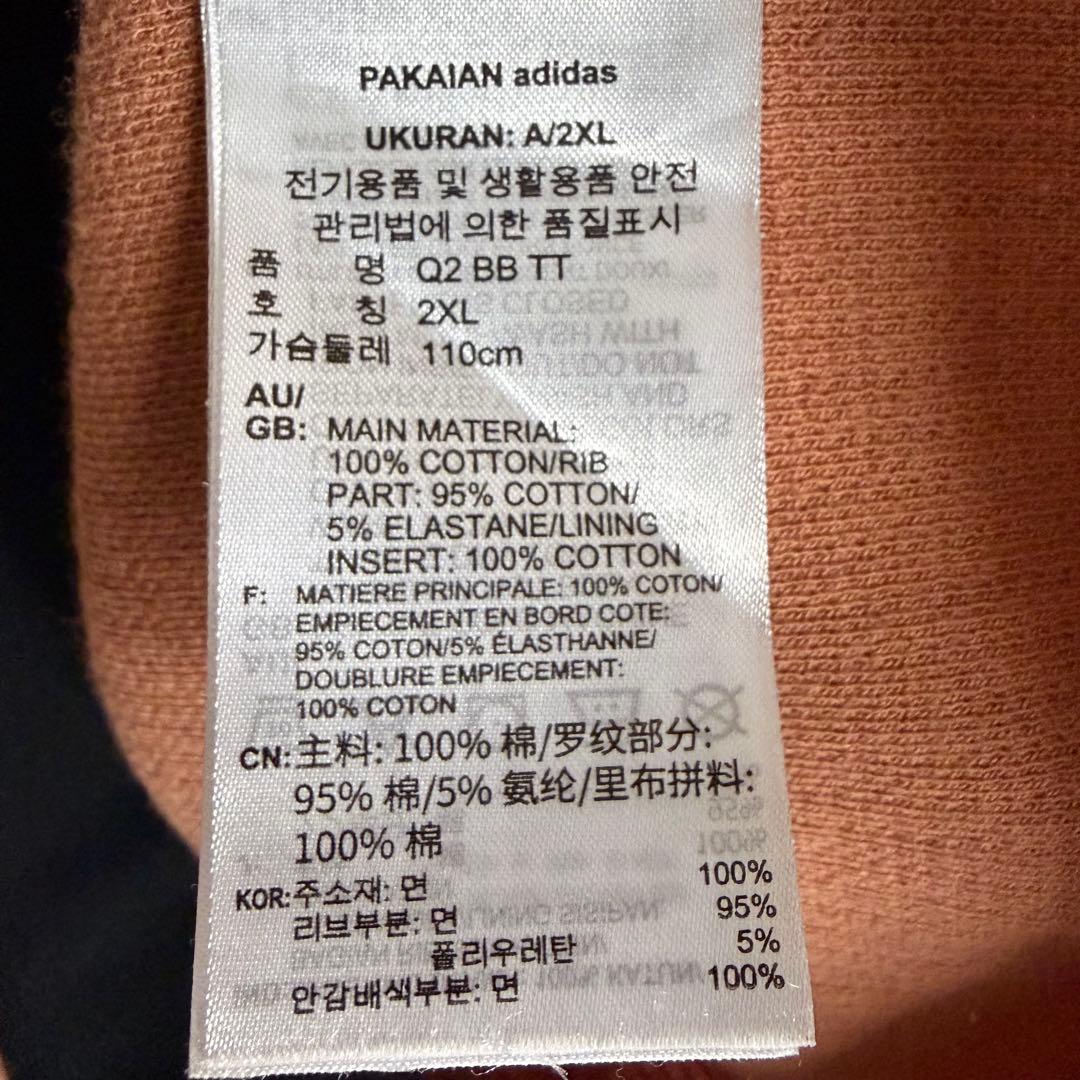 PAKAIAN adidas
UKURAN: A/2XL
전기용품 및 생활용품 안전
관리법에 의한 품질표시
품 명 Q2 BB TT
호 칭 2XL
가슴둘레 110cm
AU/
GB: MAIN MATERIAL:
100% COTTON/RIB
PART: 95% COTTON/
5% ELASTANE/LINING
INSERT: 100% COTTON
F: MATIERE PRINCIPALE: 100% COTON/
EMPIECEMENT EN BORD COTE:
95% COTON/5% ÉLASTHANNE/
DOUBLURE EMPIECEMENT:
100% COTON
CN: 主料: 100% 棉/罗纹部分:
95% 棉/5% 氨纶/里布拼料:
100% 棉
KOR: 주소재: 면 100%
리브부분: 면 95%
폴리우레탄 5%
안감배색부분: 면 100%